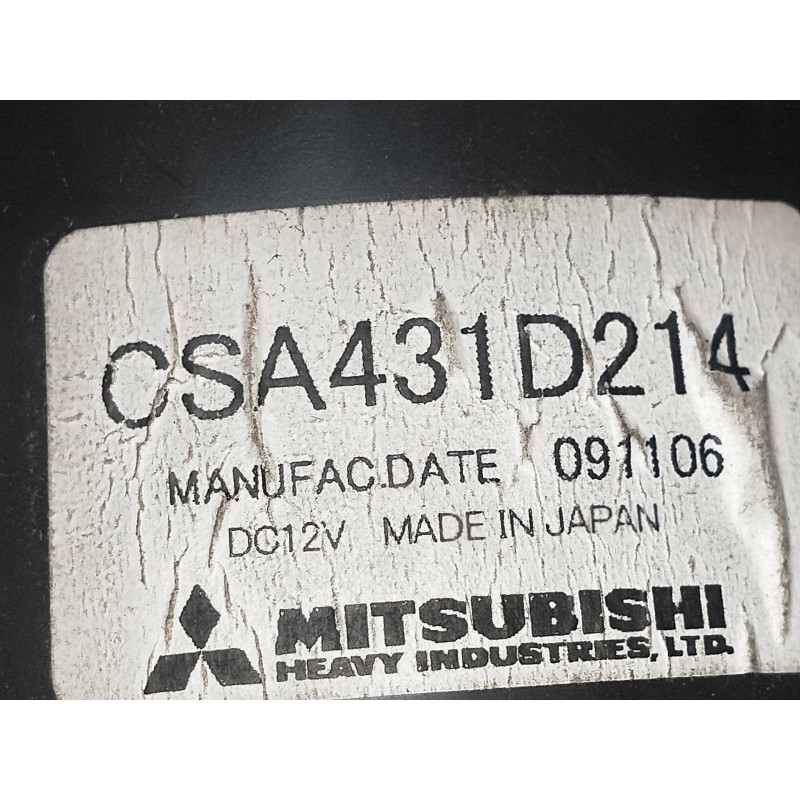 CSA431D214
MANUFAC.DATE 091106
DC12V MADE IN JAPAN
MITSUBISHI
HEAVY INDUSTRIES, LTD.